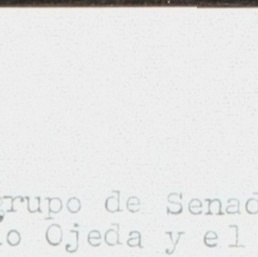 grupo de Senad
o Ojeda y el